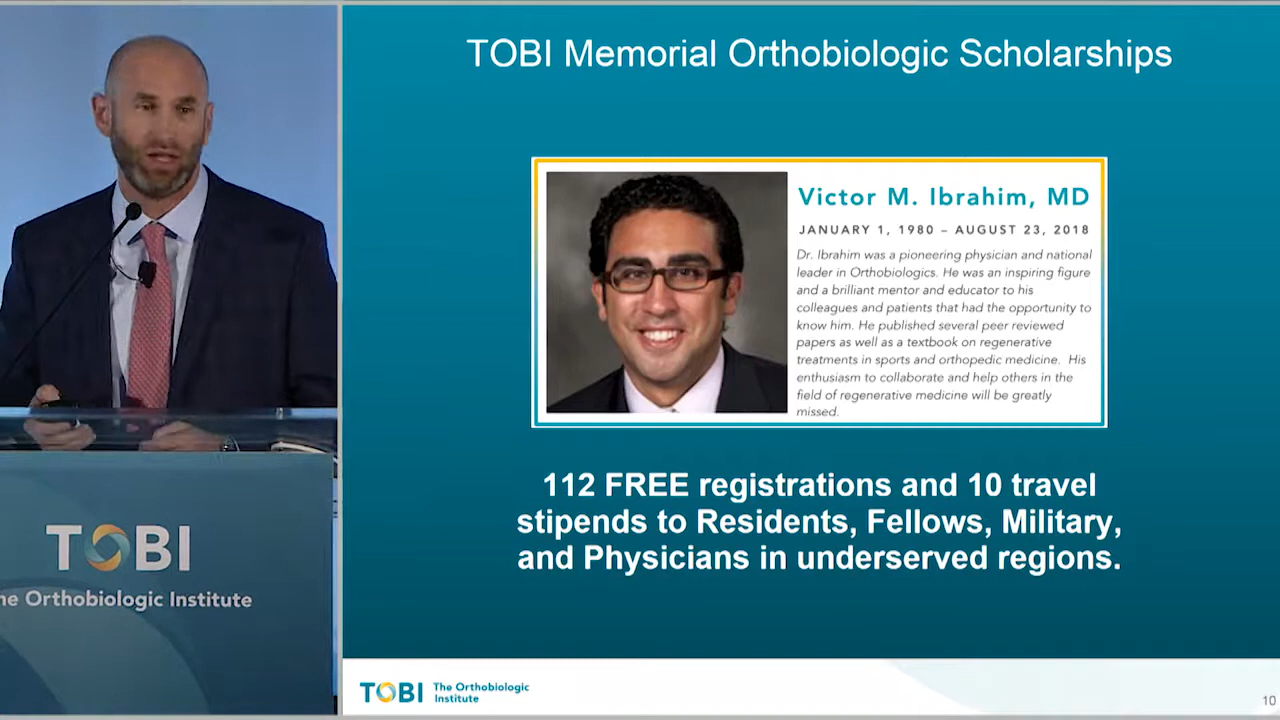 TOBI Memorial Orthobiologic Scholarships
Victor M. Ibrahim, MD
JANUARY 1, 1980 – AUGUST 23, 2018
Dr. Ibrahim was a pioneering physician and national
leader in Orthobiologics. He was an inspiring figure
and a brilliant mentor and educator to his
colleagues and patients that had the opportunity to
know him. He published several peer reviewed
papers as well as a textbook on regenerative
treatments in sports and orthopedic medicine. His
enthusiasm to collaborate and help others in the
field of regenerative medicine will be greatly
missed.
112 FREE registrations and 10 travel
stipends to Residents, Fellows, Military,
and Physicians in underserved regions.
TOBI
he Orthobiologic Institute
TOBI The Orthobiologic
Institute
10